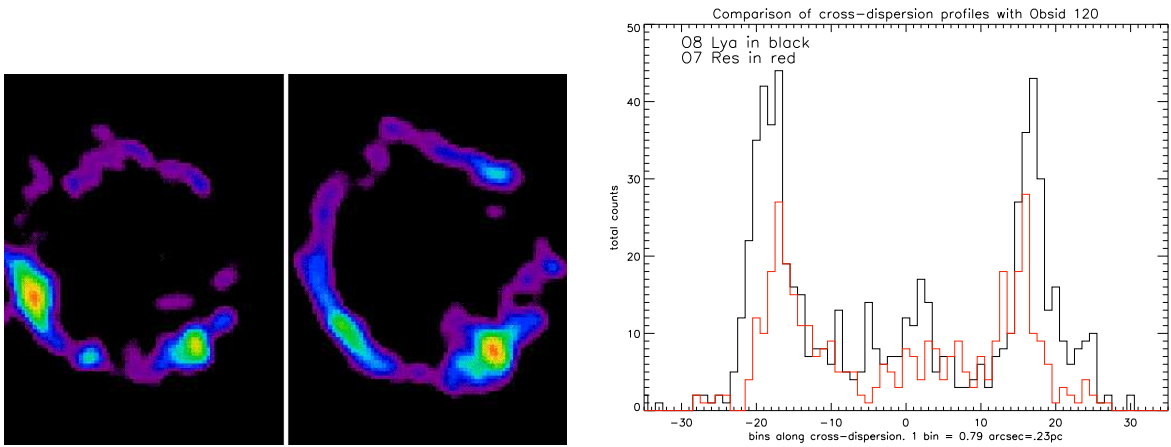 Comparison of cross-dispersion profiles with Obsid 120
O8 Lya in black
O7 Res in red
total counts
50
40
30
20
10
0
-30 -20 -10 0 10 20 30
bins along cross-dispersion. 1 bin = 0.79 arcsec=.23pc